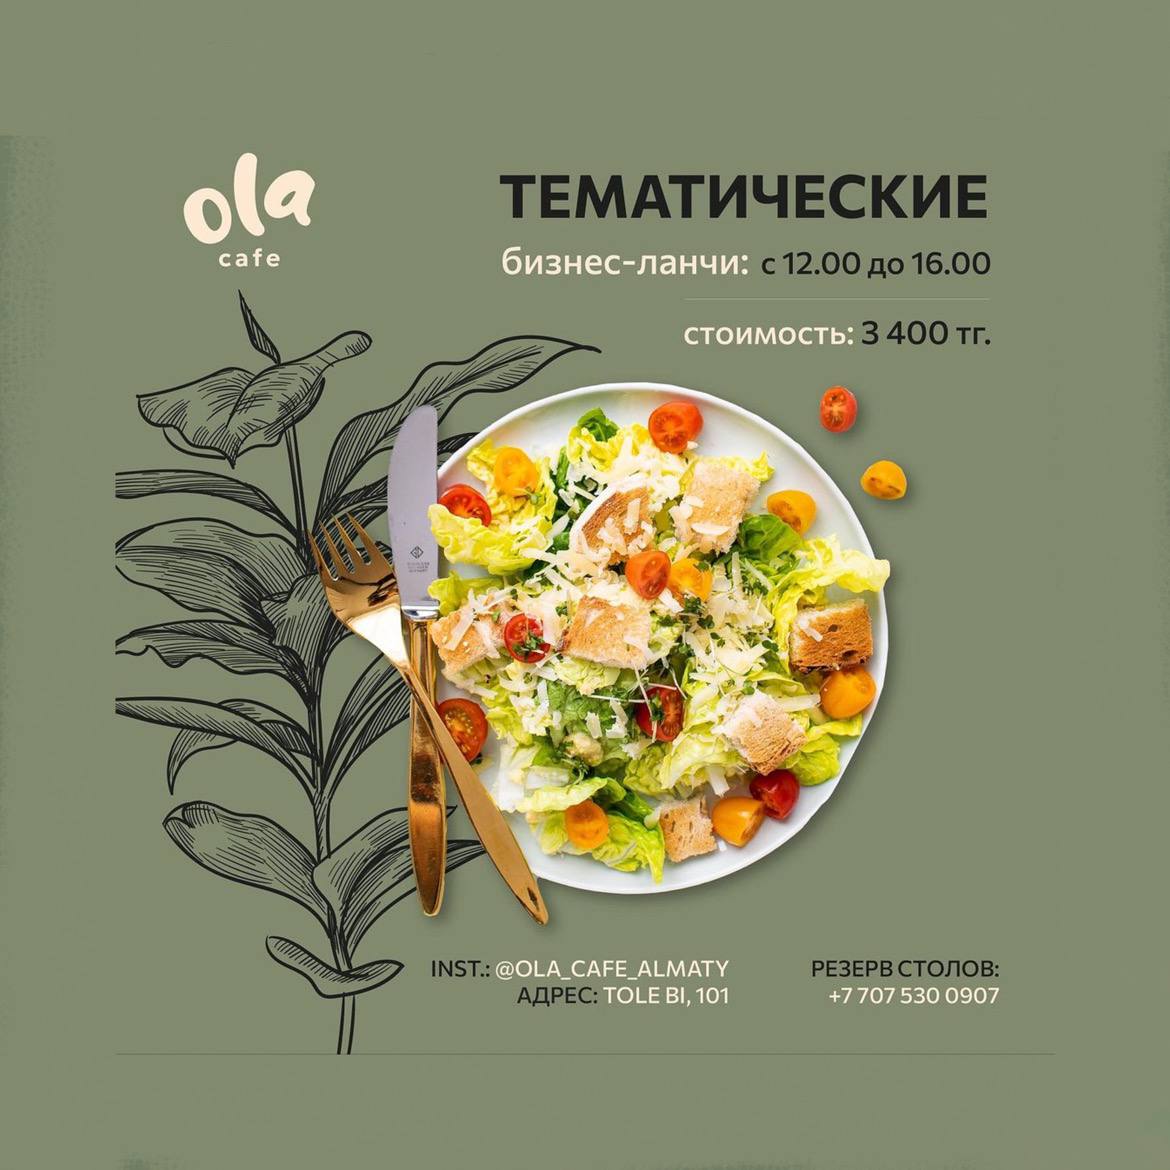 ola
cafe
ТЕМАТИЧЕСКИЕ
бизнес-ланчи: с 12.00 до 16.00
стоимость: 3 400 тг.
INST.: @OLA_CAFE_ALMATY
АДРЕС: TOLE BI, 101
РЕЗЕРВ СТОЛОВ:
+7 707 530 0907